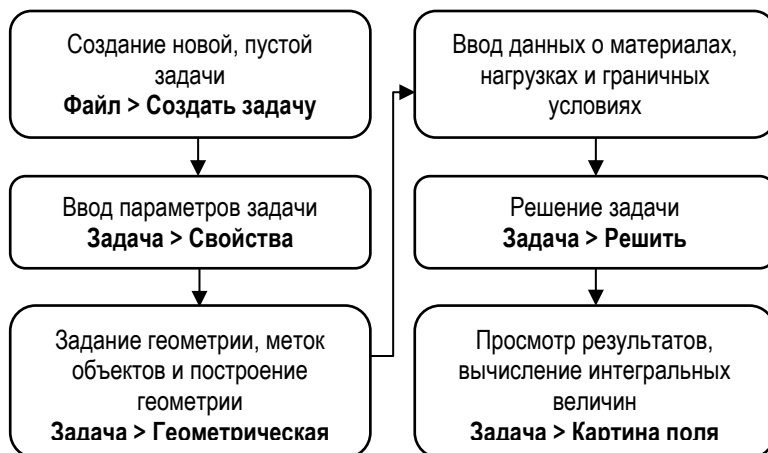 Создание новой, пустой
задачи
Файл > Создать задачу
Ввод параметров задачи
Задача > Свойства
Задание геометрии, меток
объектов и построение
геометрии
Задача > Геометрическая
Ввод данных о материалах,
нагрузках и граничных
условиях
Решение задачи
Задача > Решить
Просмотр результатов,
вычисление интегральных
величин
Задача > Картина поля